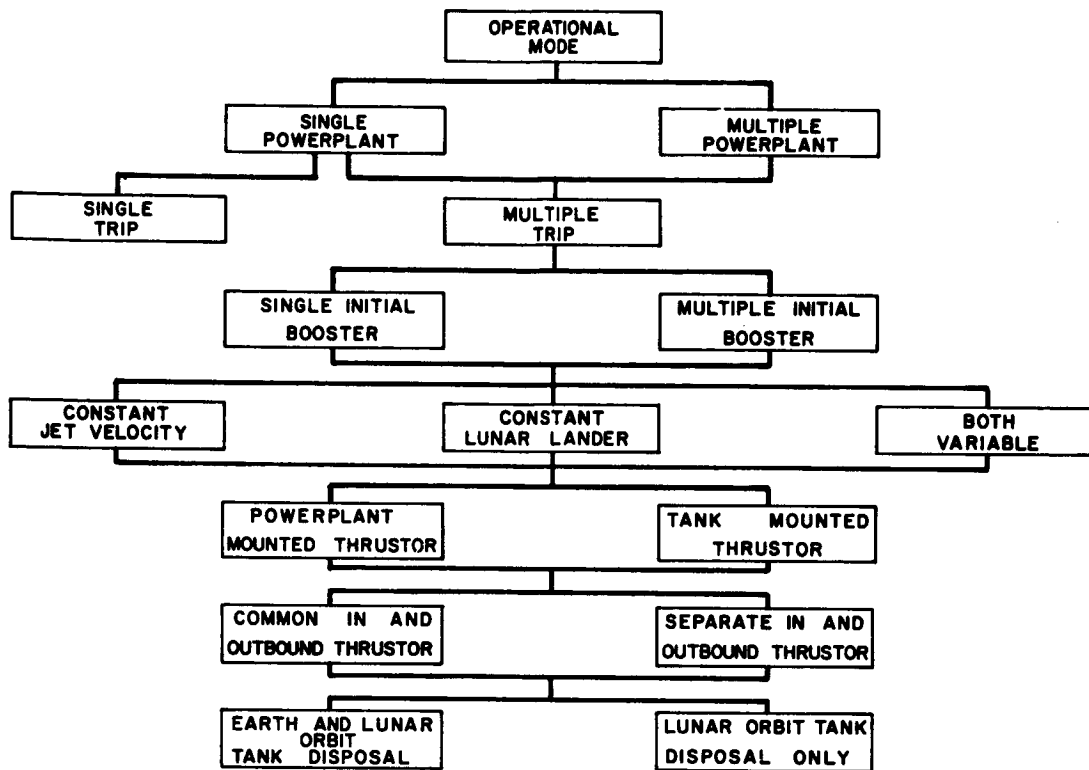 OPERATIONAL
MODE
SINGLE
POWERPLANT
MULTIPLE
POWERPLANT
SINGLE
TRIP
MULTIPLE
TRIP
SINGLE INITIAL
BOOSTER
MULTIPLE INITIAL
BOOSTER
CONSTANT
JET VELOCITY
CONSTANT
LUNAR LANDER
BOTH
VARIABLE
POWERPLANT
MOUNTED THRUSTOR
TANK MOUNTED
THRUSTOR
COMMON IN AND
OUTBOUND THRUSTOR
SEPARATE IN AND
OUTBOUND THRUSTOR
EARTH AND LUNAR
ORBIT
TANK DISPOSAL
LUNAR ORBIT TANK
DISPOSAL ONLY